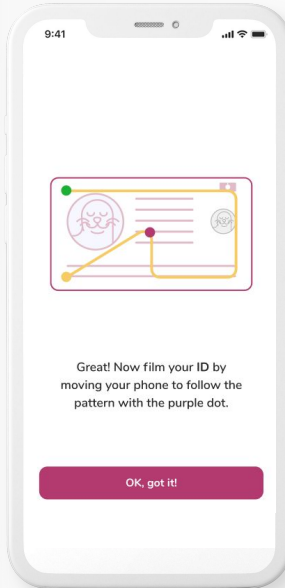 9:41
Great! Now film your ID by
moving your phone to follow the
pattern with the purple dot.
OK, got it!